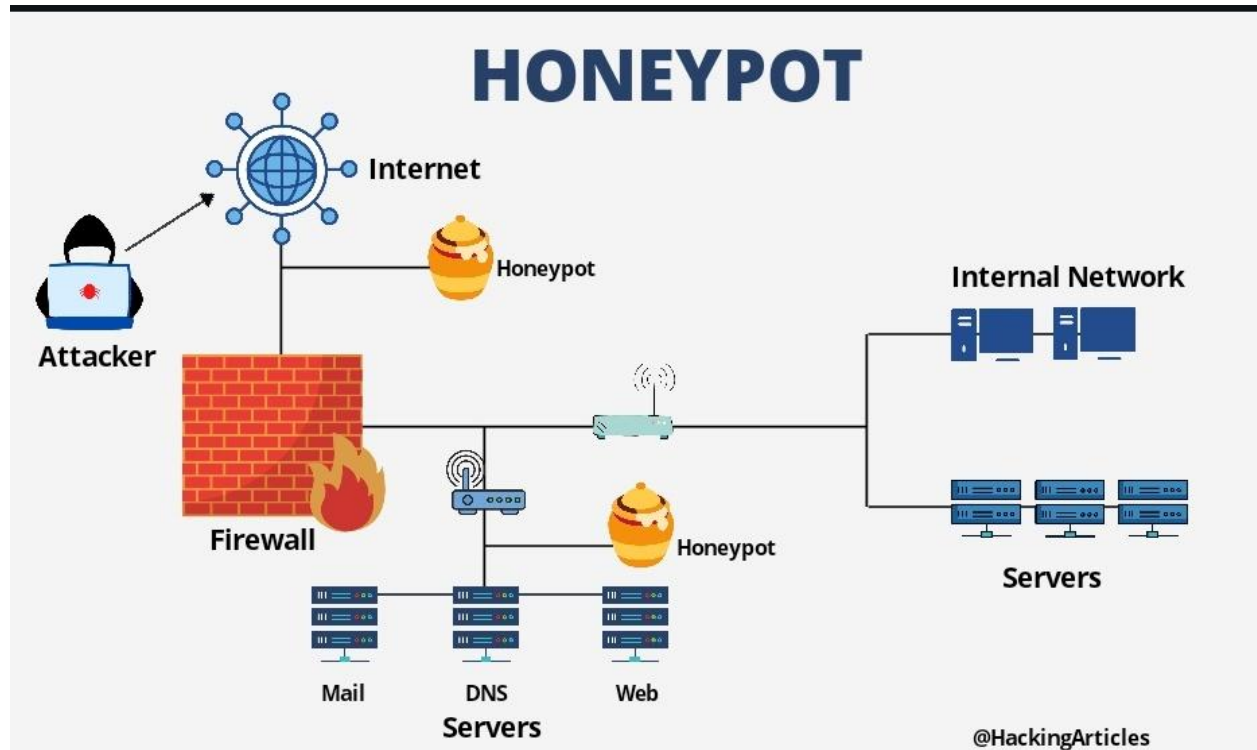 HONEYPOT
Internet
Honeypot
Attacker
Firewall
Internal Network
Honeypot
Servers
Mail
DNS
Web
Servers
@HackingArticles